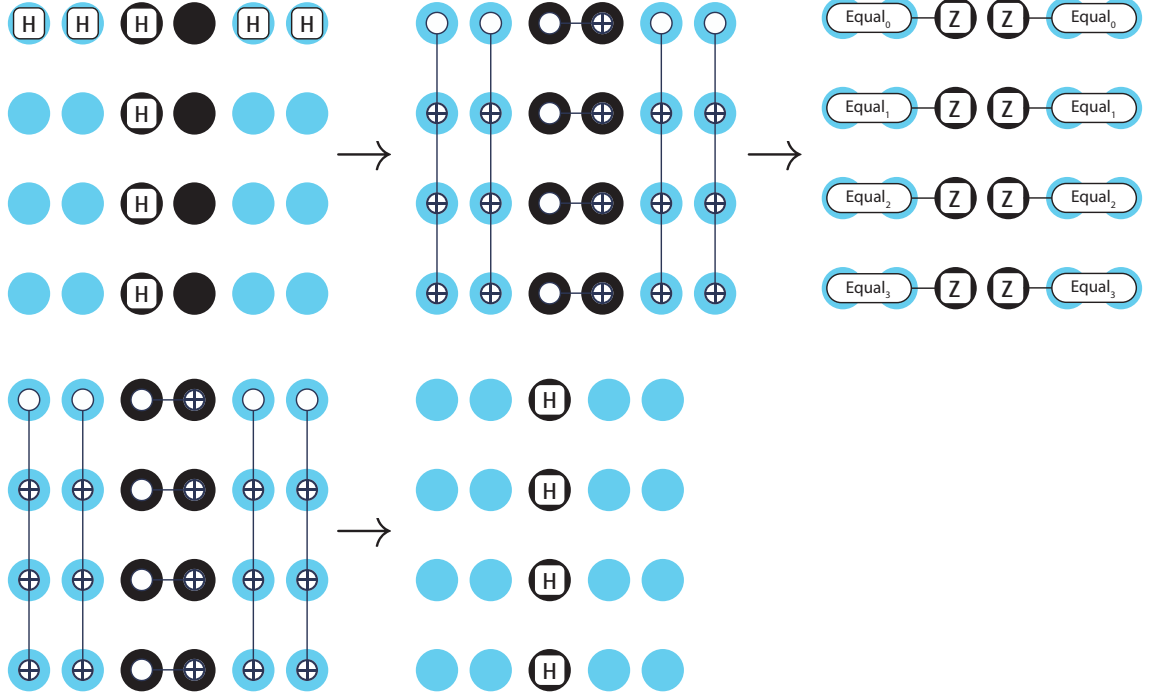 H H H H H
H
H
H
Equal₀ Z Z Equal₀
Equal₁ Z Z Equal₁
Equal₂ Z Z Equal₂
Equal₃ Z Z Equal₃
H
H
H
H